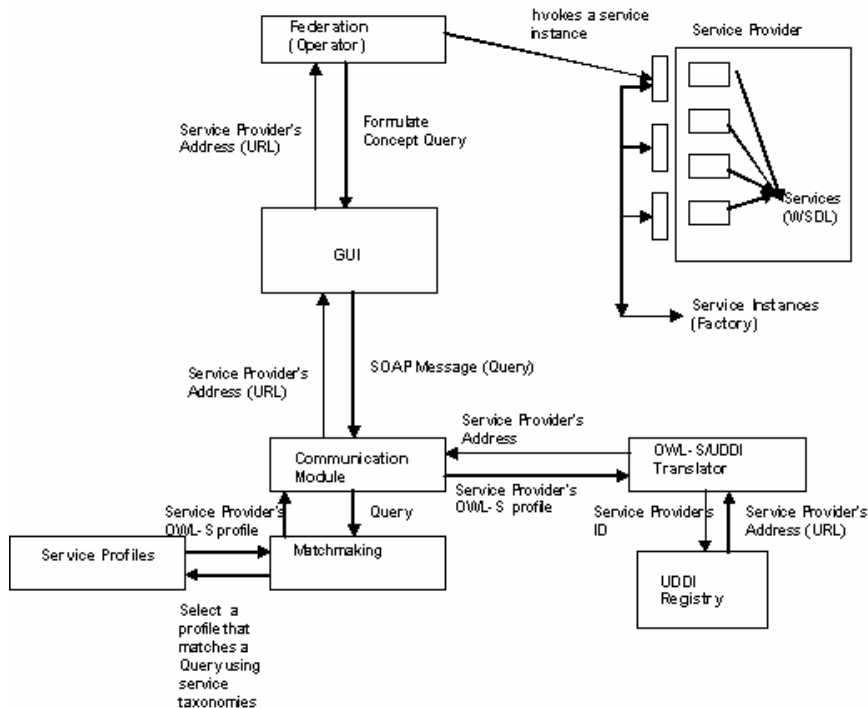 Federation
(Operator)
Invokes a service
instance
Service Provider
Service Provider's
Address (URL)
Formulate
Concept Query
Services
(WSDL)
GUI
Service Instances
(Factory)
Service Provider's
Address (URL)
SOAP Message (Query)
Service Provider's
Address
Communication
Module
OWL-S/UDDI
Translator
Service Provider's
OWL-S profile
Query
Service Provider's
OWL-S profile
Service Providers
ID
Service Provider's
Address (URL)
Service Profiles
Matchmaking
UDDI
Registry
Select a
profile that
matches a
Query using
service
taxonomies